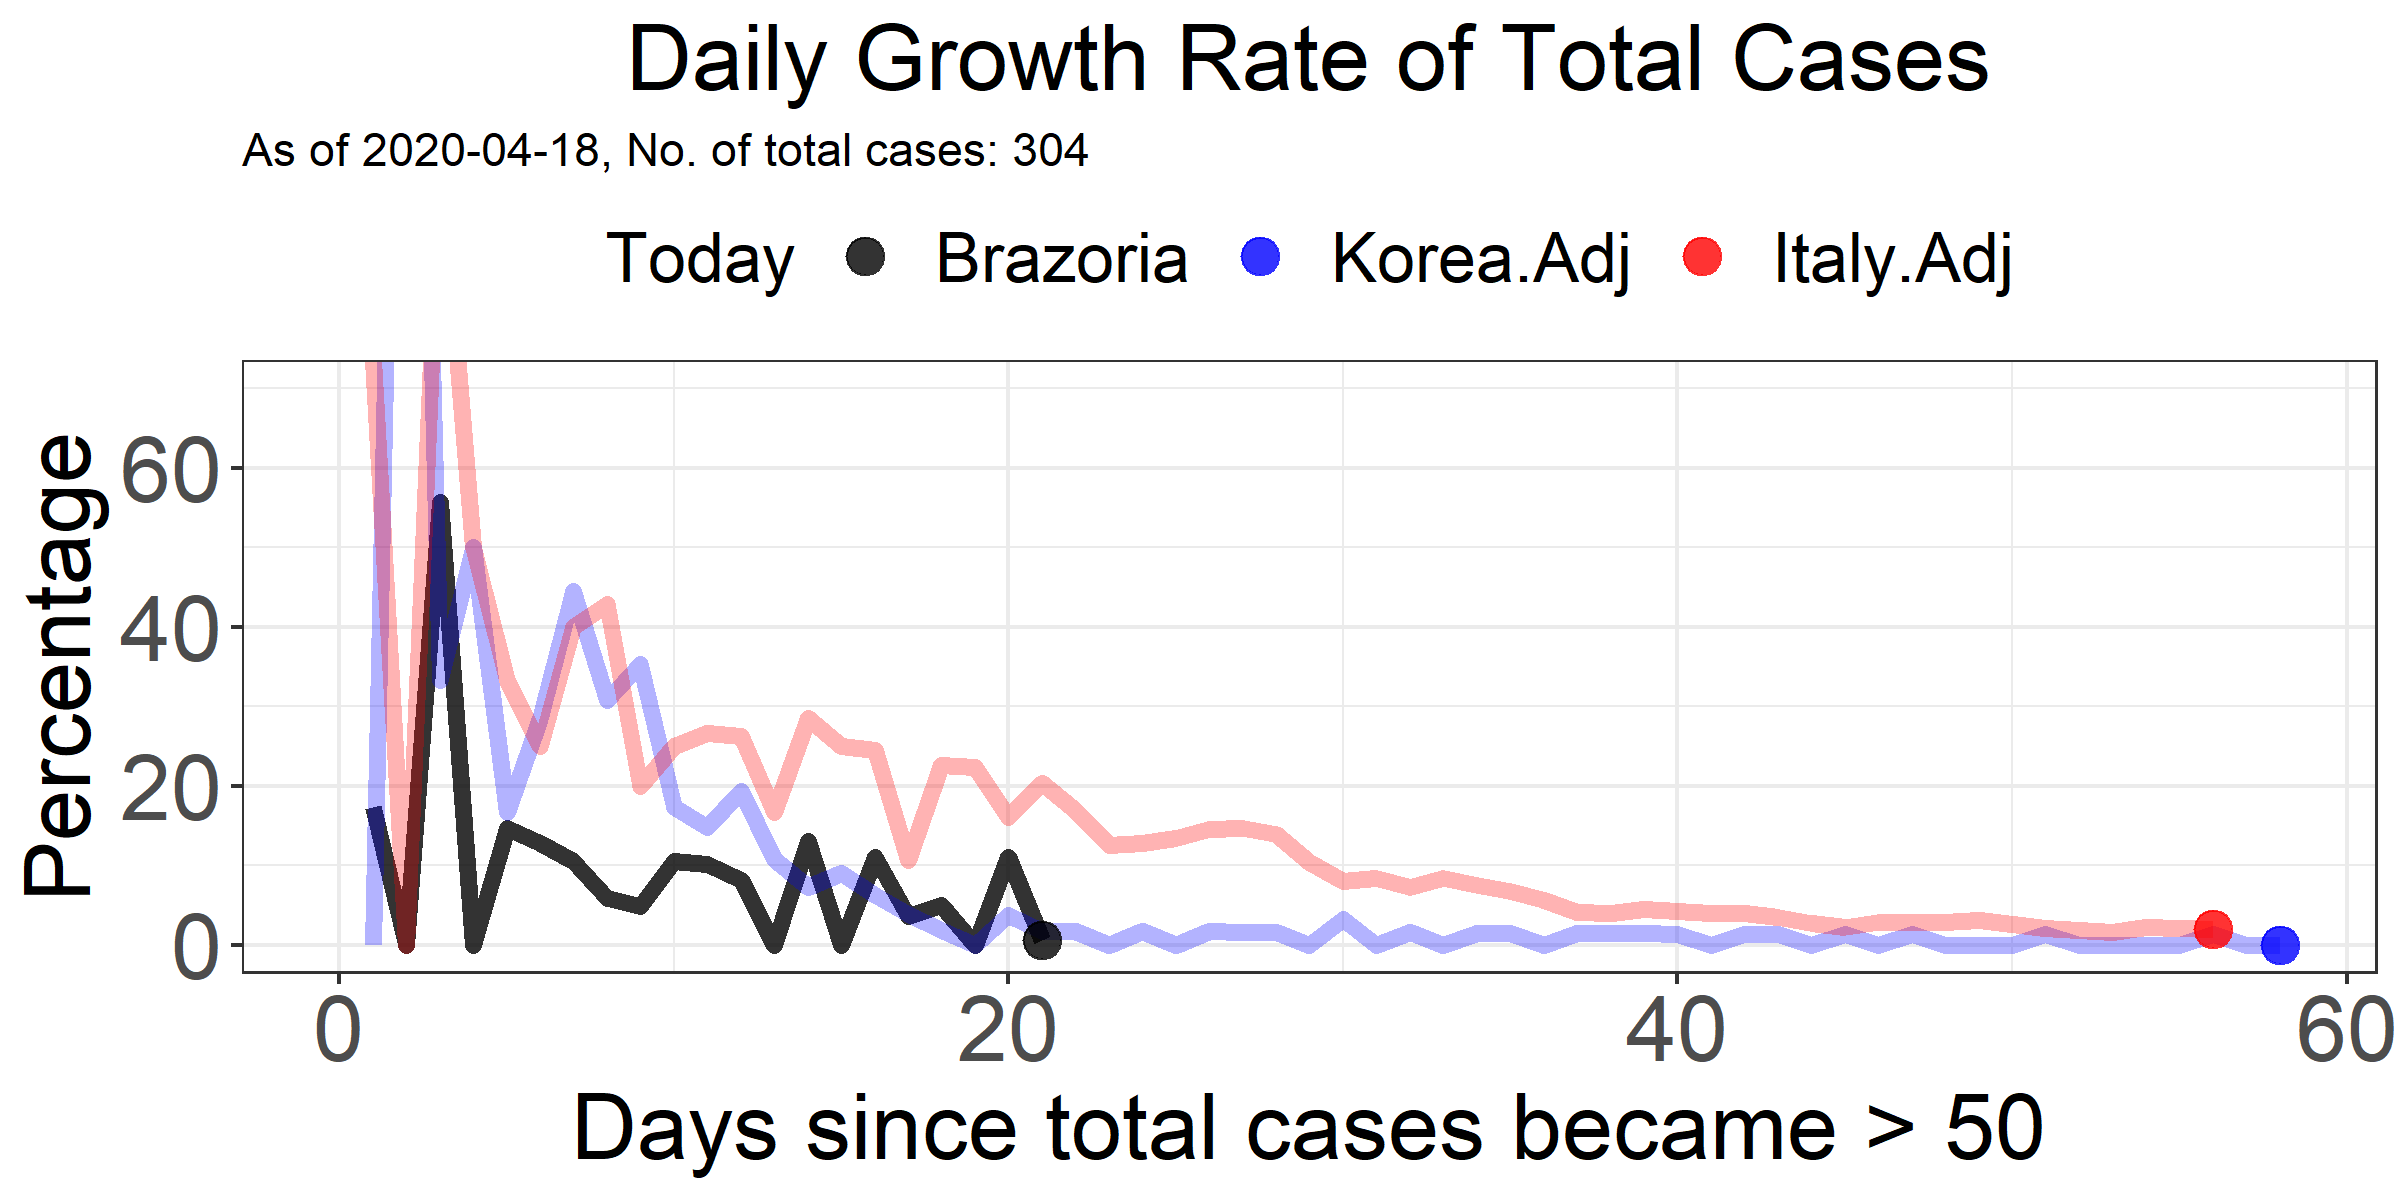 Daily Growth Rate of Total Cases
As of 2020-04-18, No. of total cases: 304
Today Brazoria Korea.Adj Italy.Adj
Percentage
60
40
20
0
0 20 40 60
Days since total cases became > 50